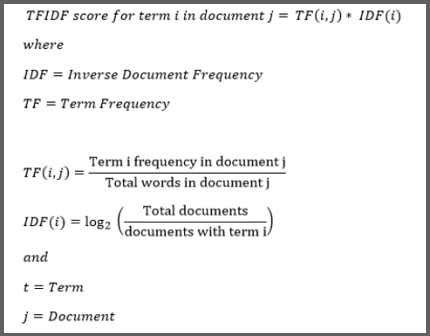 TFIDF score for term i in document j = TF(i,j) * IDF(i)
where
IDF = Inverse Document Frequency
TF = Term Frequency
TF(i,j) = Term i frequency in document j / Total words in document j
IDF(i) = log₂ (Total documents / documents with term i)
and
t = Term
j = Document